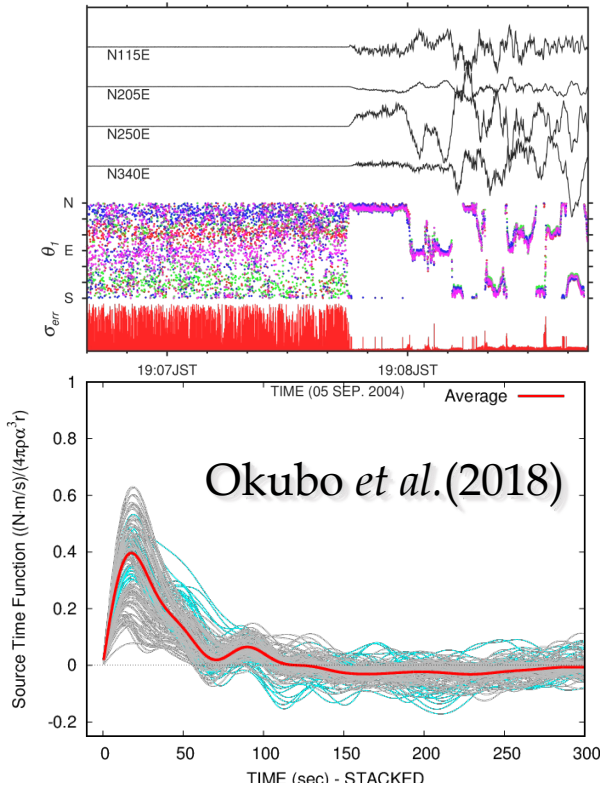 N115E
N205E
N250E
N340E
N
θ₁
E
S
σerr
19:07JST 19:08JST
TIME (05 SEP. 2004)
1
Average
0.8
Okubo et al.(2018)
0.6
0.4
0.2
0
-0.2
Source Time Function ((N·m/s)/(4πρα³r)
0 50 100 150 200 250 300
TIME (sec) - STACKED